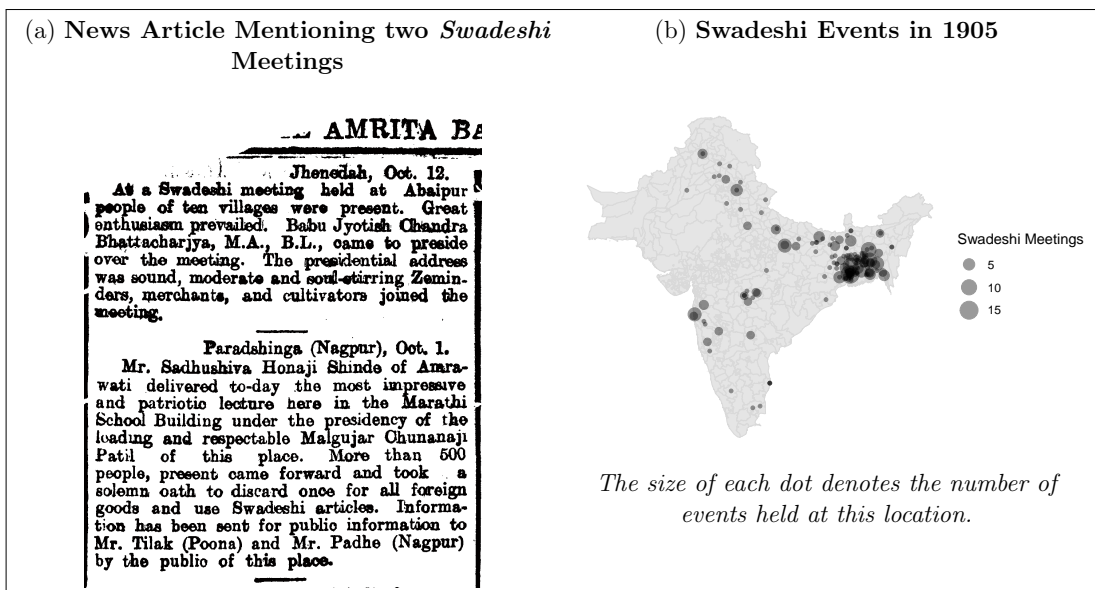 (a) News Article Mentioning two Swadeshi
Meetings
AMRITA BA
Jhenedah, Oct. 12.
At a Swadeshi meeting held at Abaipur
people of ten villages were present. Great
enthusiasm prevailed. Babu Jyotish Chandra
Bhattacharjya, M.A., B.L., came to preside
over the meeting. The presidential address
was sound, moderate and soul-stirring Zemin-
ders, merchants, and cultivators joined the
meeting.
Paradshinga (Nagpur), Oct. 1.
Mr. Sadhushiva Honaji Shinde of Amra-
wati delivered to-day the most impressive
and patriotic lecture here in the Marathi
School Building under the presidency of the
leading and respectable Malgujar Chunanaji
Patil of this place. More than 500
people, present came forward and took a
solemn oath to discard once for all foreign
goods and use Swadeshi articles. Informa-
tion has been sent for public information to
Mr. Tilak (Poona) and Mr. Padhe (Nagpur)
by the public of this place.
(b) Swadeshi Events in 1905
Swadeshi Meetings
5
10
15
The size of each dot denotes the number of
events held at this location.